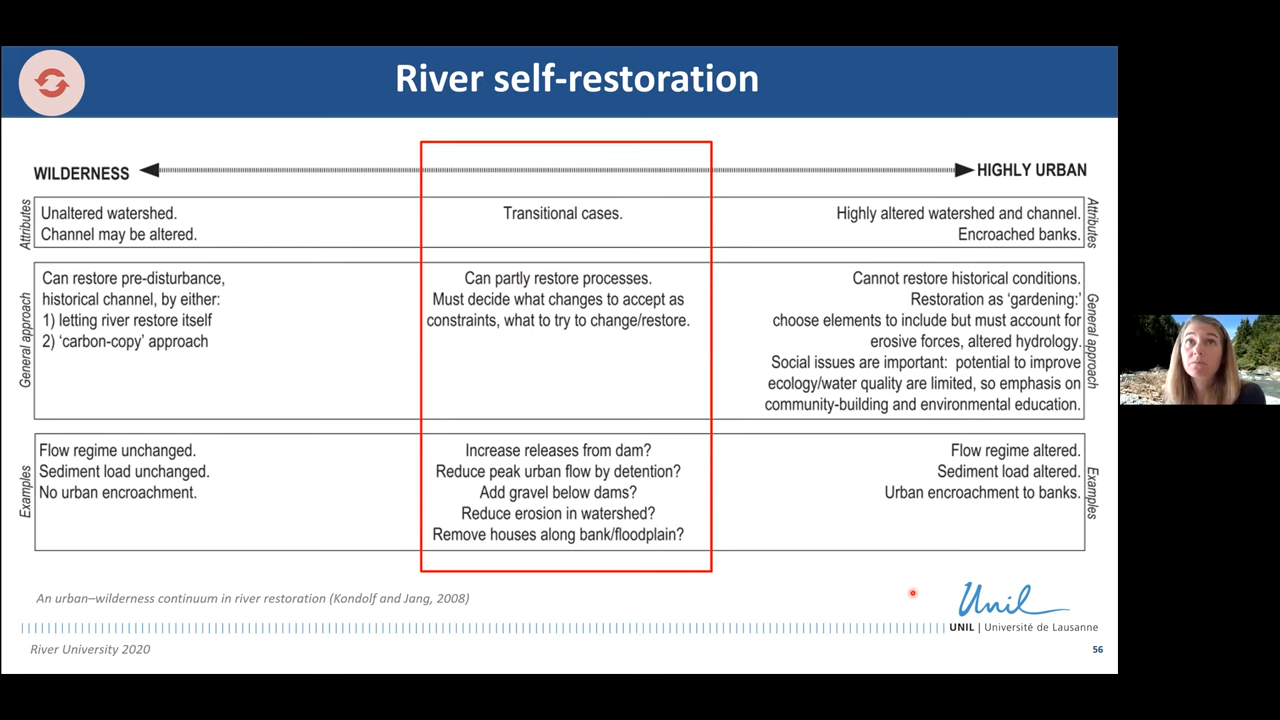 River self-restoration
WILDERNESS
HIGHLY URBAN
Attributes
Unaltered watershed.
Channel may be altered.
Transitional cases.
Highly altered watershed and channel.
Encroached banks.
Attributes
General approach
Can restore pre-disturbance,
historical channel, by either:
1) letting river restore itself
2) ‘carbon-copy’ approach
Can partly restore processes.
Must decide what changes to accept as
constraints, what to try to change/restore.
Cannot restore historical conditions.
Restoration as ‘gardening:’
choose elements to include but must account for
erosive forces, altered hydrology.
Social issues are important: potential to improve
ecology/water quality are limited, so emphasis on
community-building and environmental education.
General approach
Examples
Flow regime unchanged.
Sediment load unchanged.
No urban encroachment.
Increase releases from dam?
Reduce peak urban flow by detention?
Add gravel below dams?
Reduce erosion in watershed?
Remove houses along bank/floodplain?
Flow regime altered.
Sediment load altered.
Urban encroachment to banks.
Examples
An urban–wilderness continuum in river restoration (Kondolf and Jang, 2008)
Unil
UNIL | Université de Lausanne
River University 2020
56